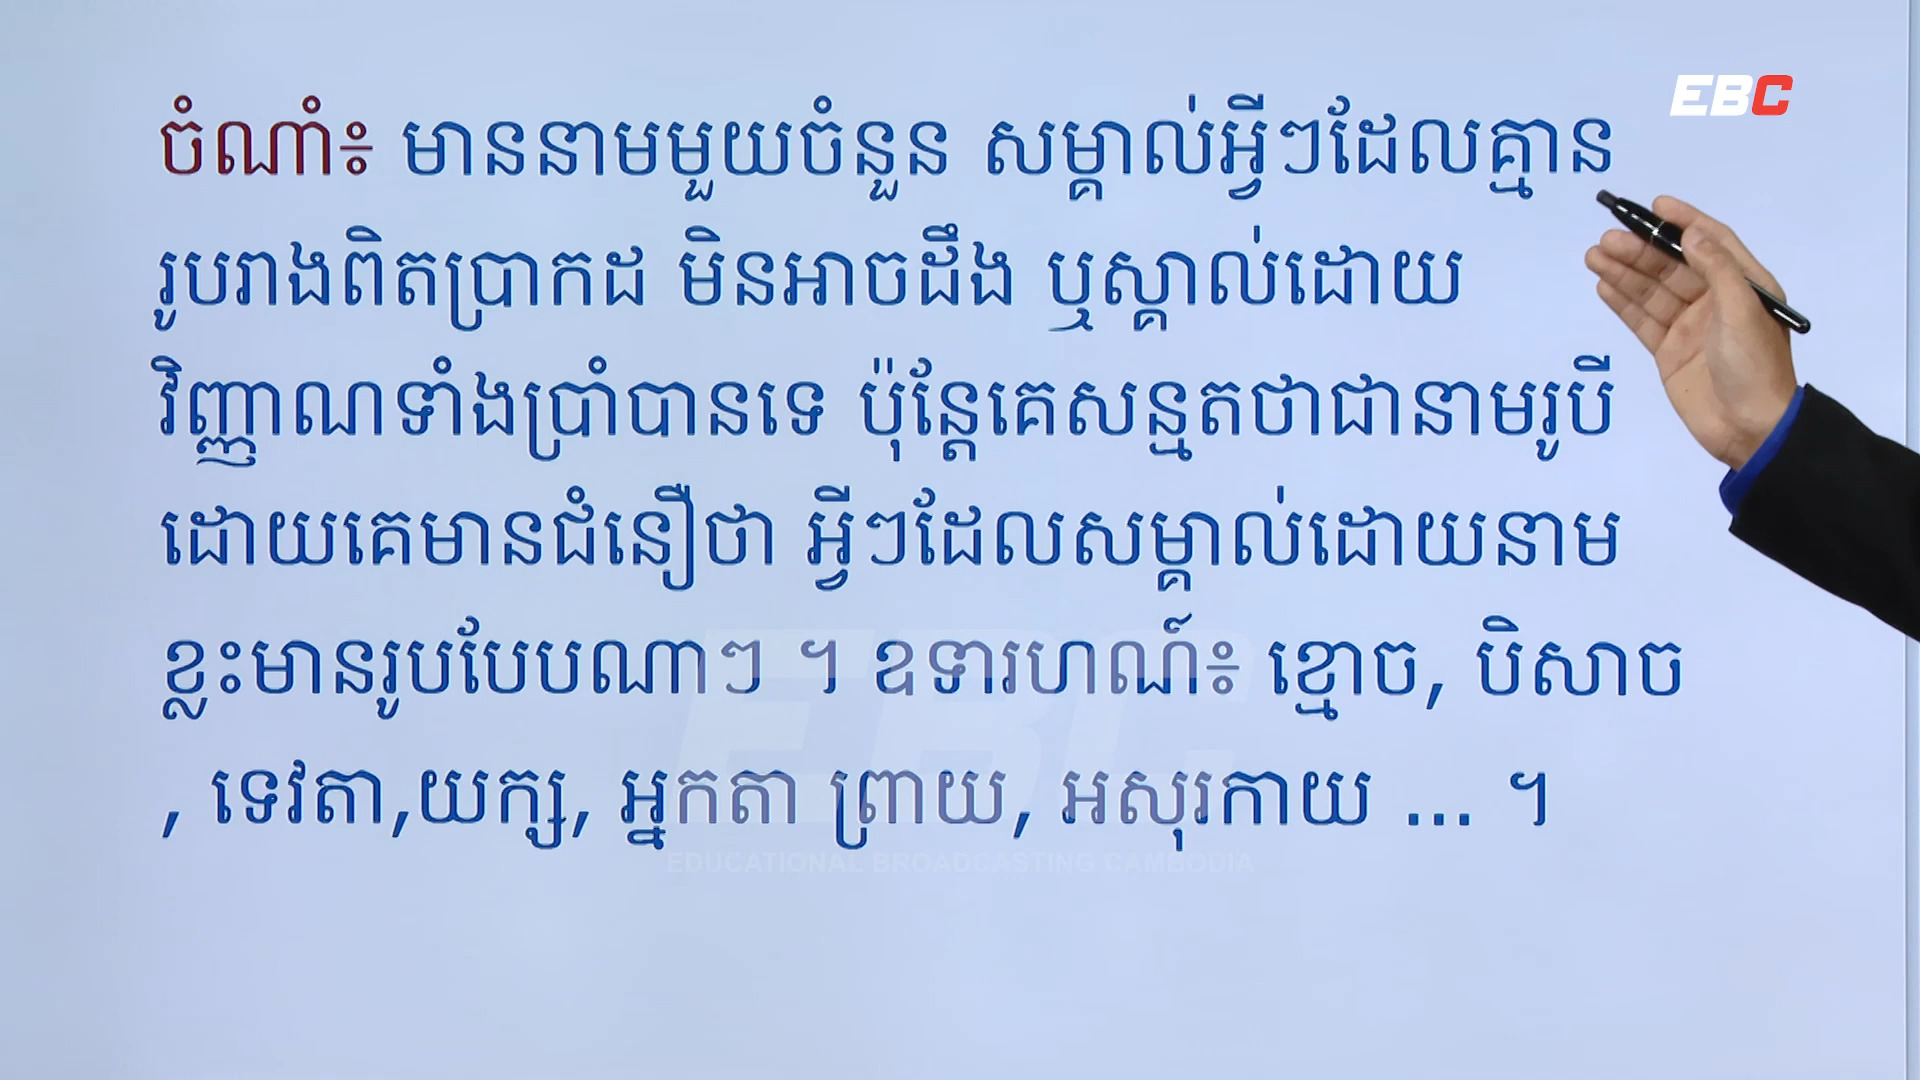 EBC
ចំណាំ៖ មាននាមមួយចំនួន សម្គាល់អ្វីៗដែលគ្មាន
រូបរាងពិតប្រាកដ មិនអាចដឹង ឬស្គាល់ដោយ
វិញ្ញាណទាំងប្រាំបានទេ ប៉ុន្តែគេសន្មតថាជានាមរូបី
ដោយគេមានជំនឿថា អ្វីៗដែលសម្គាល់ដោយនាម
ខ្លះមានរូបបែបណាៗ ។ ឧទារហណ៍៖ ខ្មោច, បិសាច
, ទេវតា,យក្ស, អ្នកតា ព្រាយ, អសុរកាយ ... ។
EBC
EDUCATIONAL BROADCASTING CAMBODIA